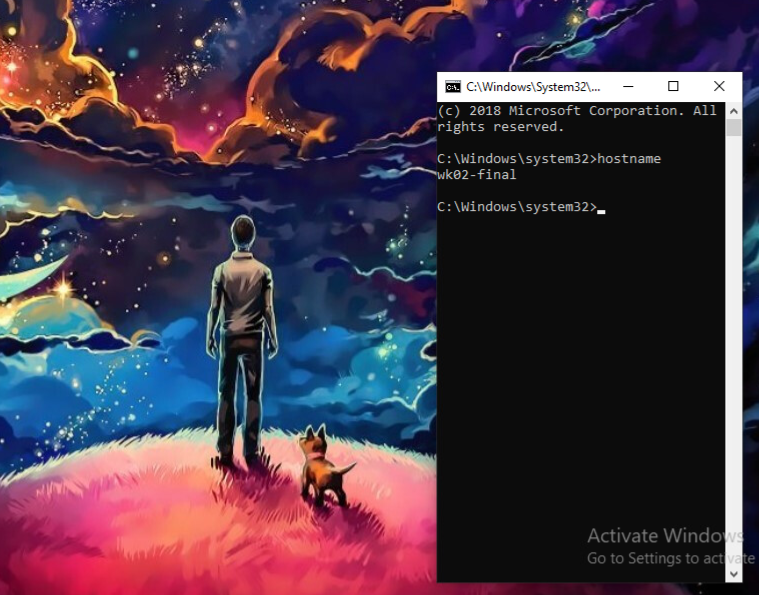 C:\Windows\System32\...
(c) 2018 Microsoft Corporation. All
rights reserved.
C:\Windows\system32>hostname
wk02-final
C:\Windows\system32>
Activate Windows
Go to Settings to activate